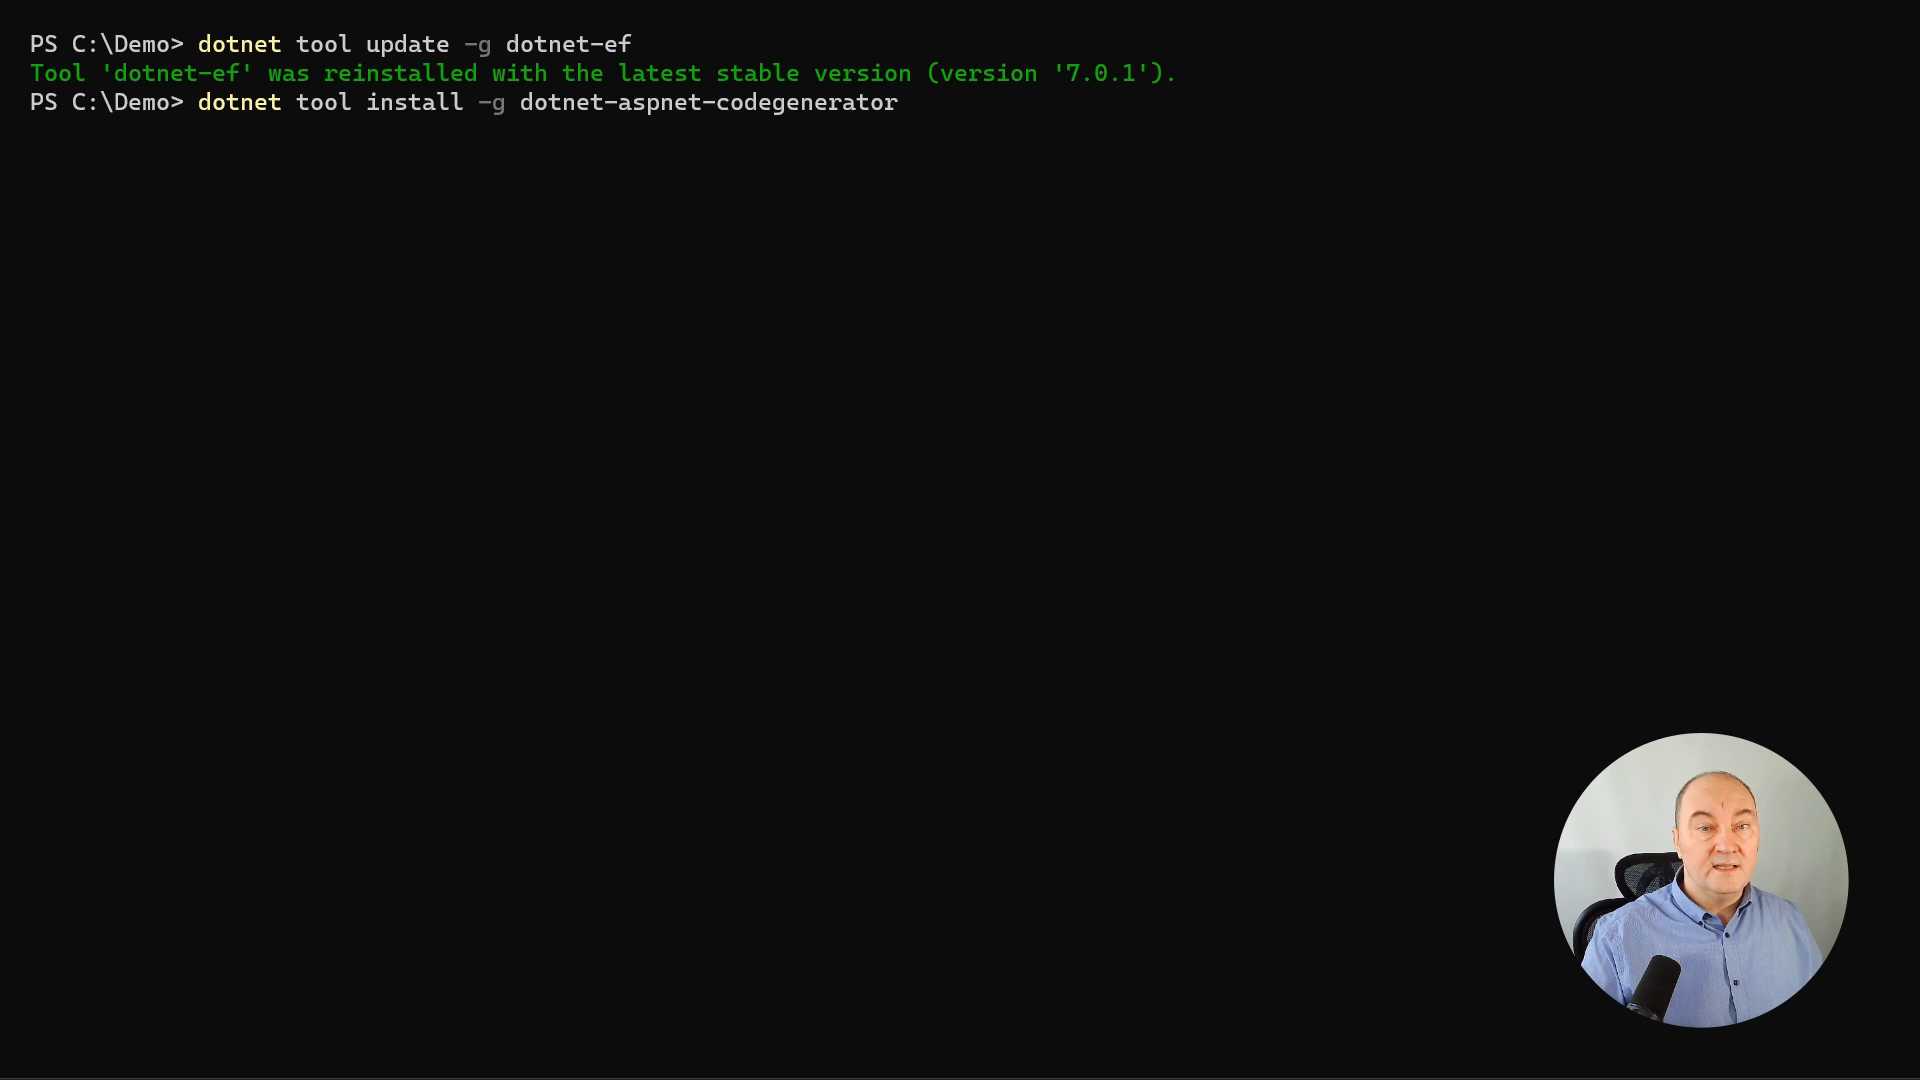 PS C:\Demo> dotnet tool update -g dotnet-ef
Tool 'dotnet-ef' was reinstalled with the latest stable version (version '7.0.1').
PS C:\Demo> dotnet tool install -g dotnet-aspnet-codegenerator